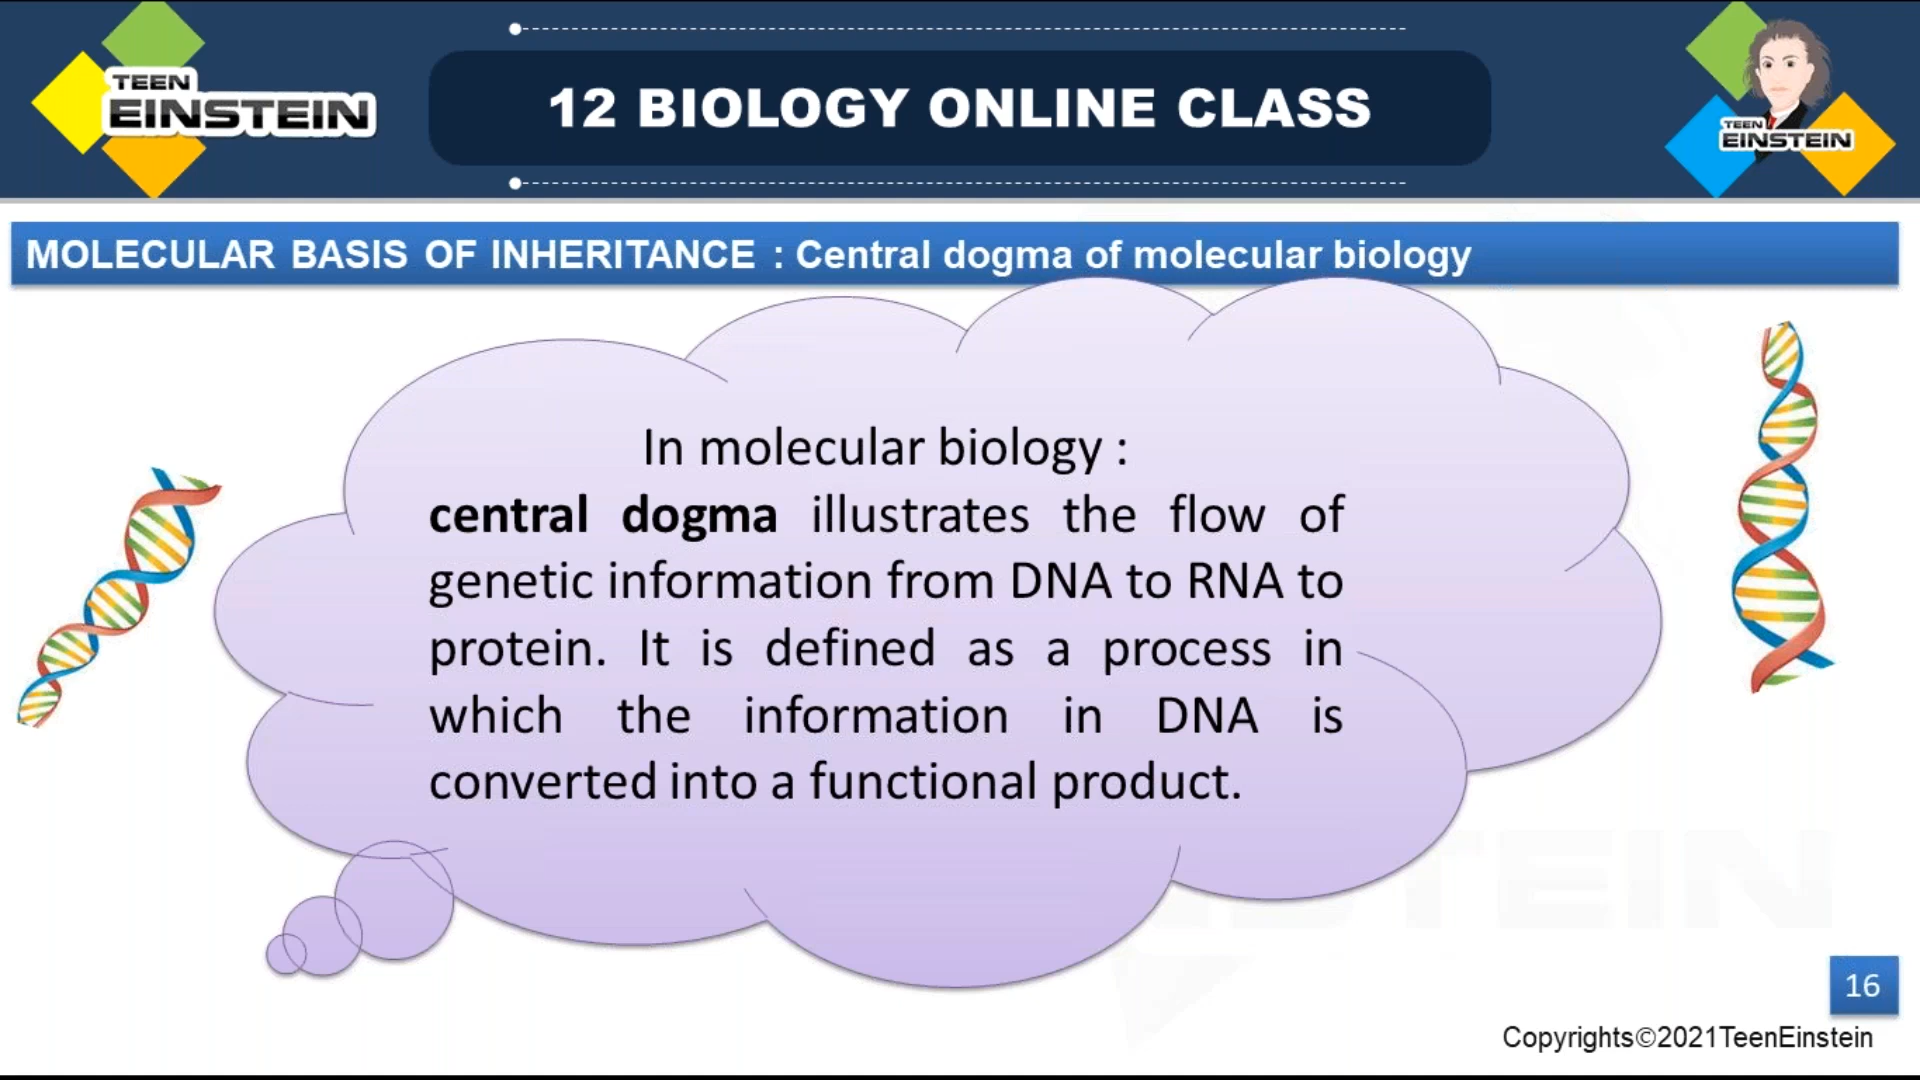 TEEN
EINSTEIN
12 BIOLOGY ONLINE CLASS
TEEN
EINSTEIN
MOLECULAR BASIS OF INHERITANCE : Central dogma of molecular biology
In molecular biology :
central dogma illustrates the flow of
genetic information from DNA to RNA to
protein. It is defined as a process in
which the information in DNA is
converted into a functional product.
16
Copyrights©2021TeenEinstein